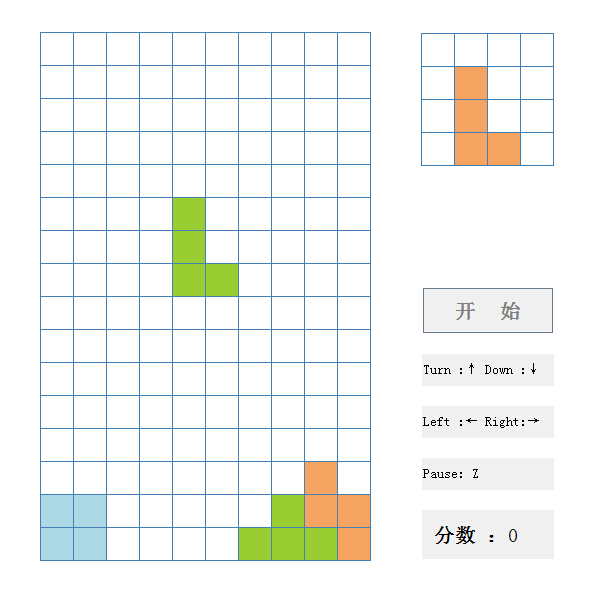 开 始
Turn :↑ Down :↓
Left :← Right:→
Pause: Z
分数 : 0